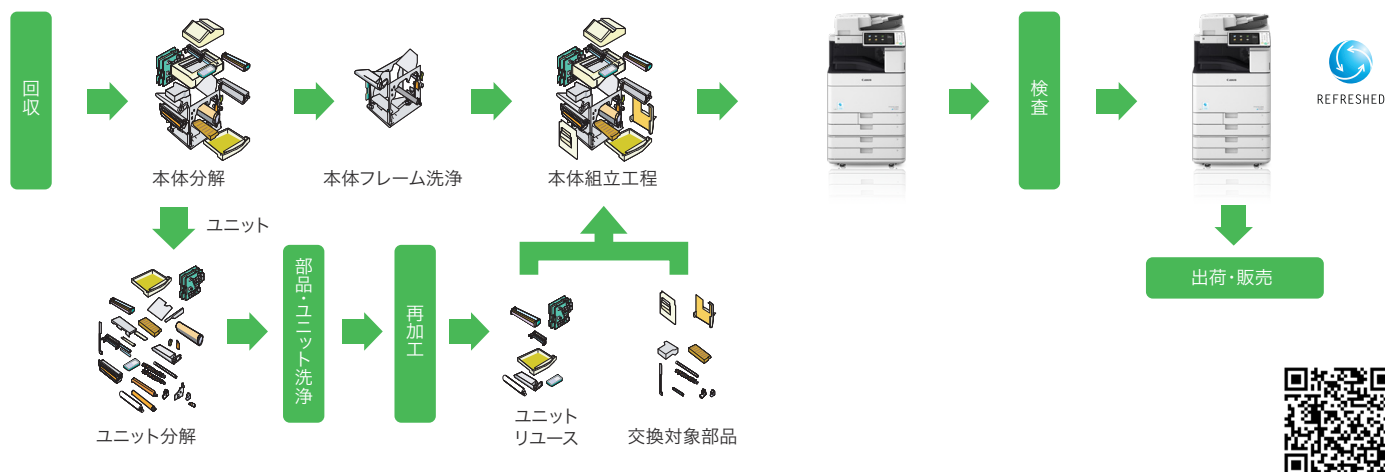 回収
本体分解
本体フレーム洗浄
本体組立工程
Canon
検査
Canon
REFRESHED
ユニット
出荷・販売
部品・ユニット洗浄
再加工
ユニット分解
ユニット
リユース
交換対象部品